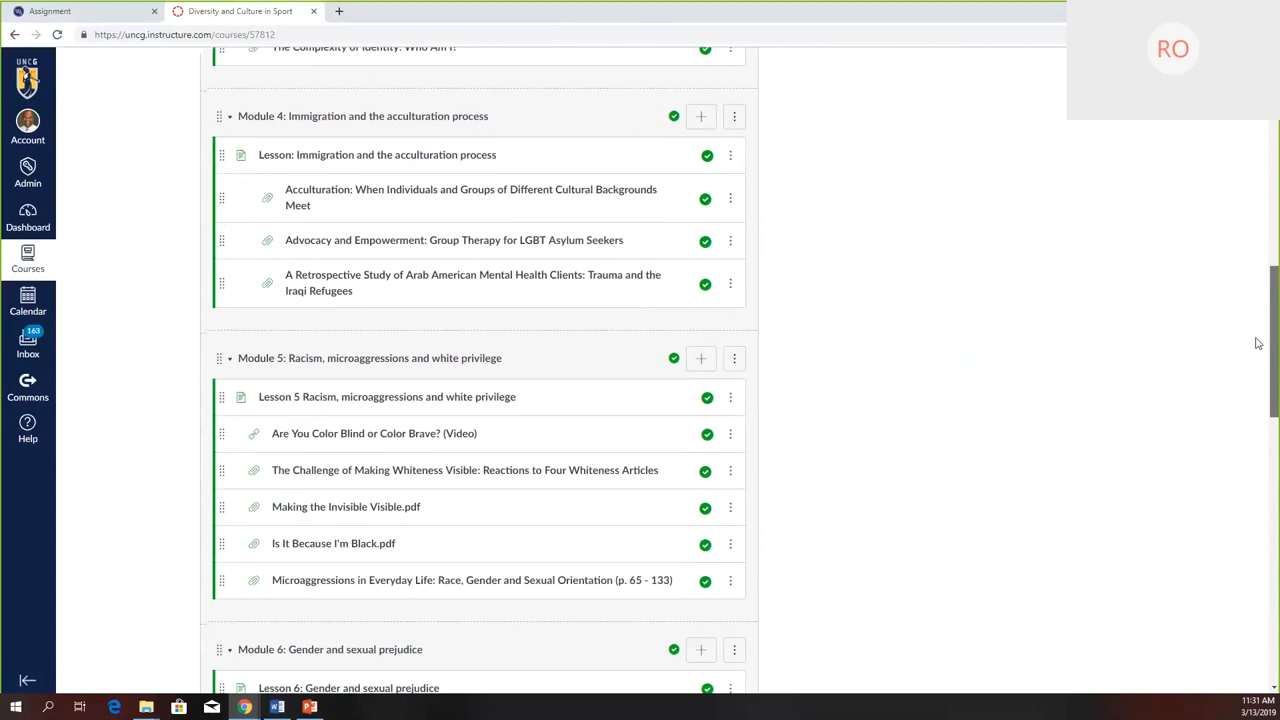 Assignment
Diversity and Culture in Sport
https://uncg.instructure.com/courses/57812
RO
UNCG
Account
Admin
Dashboard
Courses
Calendar
163
Inbox
Commons
Help
The Complexity of Identity: Who Am I?
Module 4: Immigration and the acculturation process
Lesson: Immigration and the acculturation process
Acculturation: When Individuals and Groups of Different Cultural Backgrounds
Meet
Advocacy and Empowerment: Group Therapy for LGBT Asylum Seekers
A Retrospective Study of Arab American Mental Health Clients: Trauma and the
Iraqi Refugees
Module 5: Racism, microaggressions and white privilege
Lesson 5 Racism, microaggressions and white privilege
Are You Color Blind or Color Brave? (Video)
The Challenge of Making Whiteness Visible: Reactions to Four Whiteness Articles
Making the Invisible Visible.pdf
Is It Because I'm Black.pdf
Microaggressions in Everyday Life: Race, Gender and Sexual Orientation (p. 65 - 133)
Module 6: Gender and sexual prejudice
Lesson 6: Gender and sexual prejudice
11:31 AM
3/13/2019